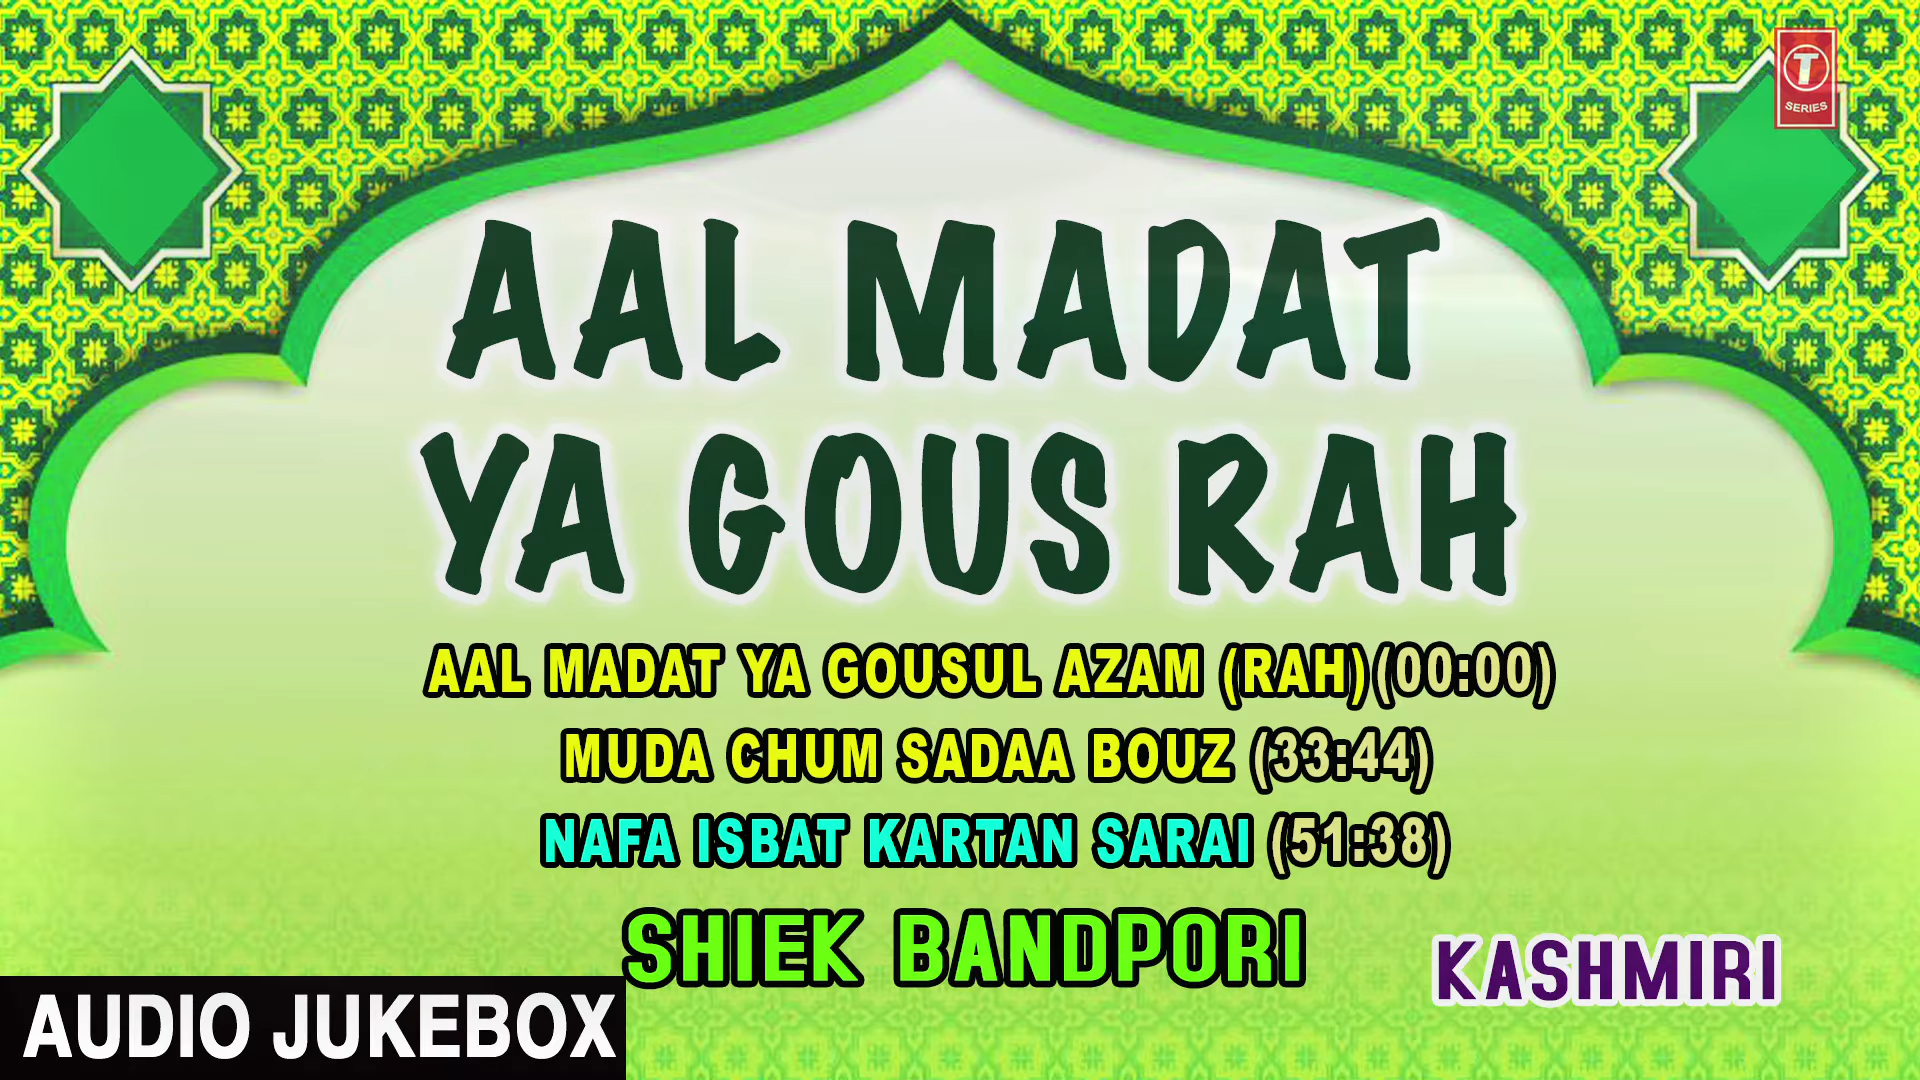 T
SERIES
AAL MADAT
YA GOUS RAH
AAL MADAT YA GOUSUL AZAM (RAH)(00:00)
MUDA CHUM SADAA BOUZ (33:44)
NAFA ISBAT KARTAN SARAI (51:38)
SHIEK BANDPORI
KASHMIRI
AUDIO JUKEBOX